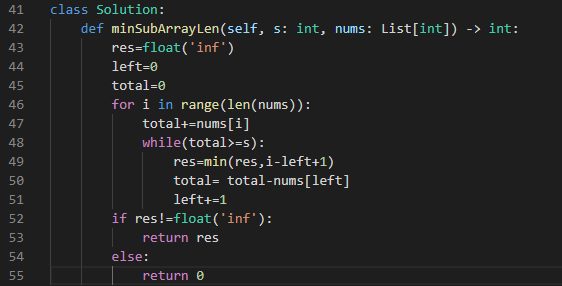 41 class Solution:
42     def minSubArrayLen(self, s: int, nums: List[int]) -> int:
43         res=float('inf')
44         left=0
45         total=0
46         for i in range(len(nums)):
47             total+=nums[i]
48             while(total>=s):
49                 res=min(res,i-left+1)
50                 total= total-nums[left]
51                 left+=1
52         if res!=float('inf'):
53             return res
54         else:
55             return 0